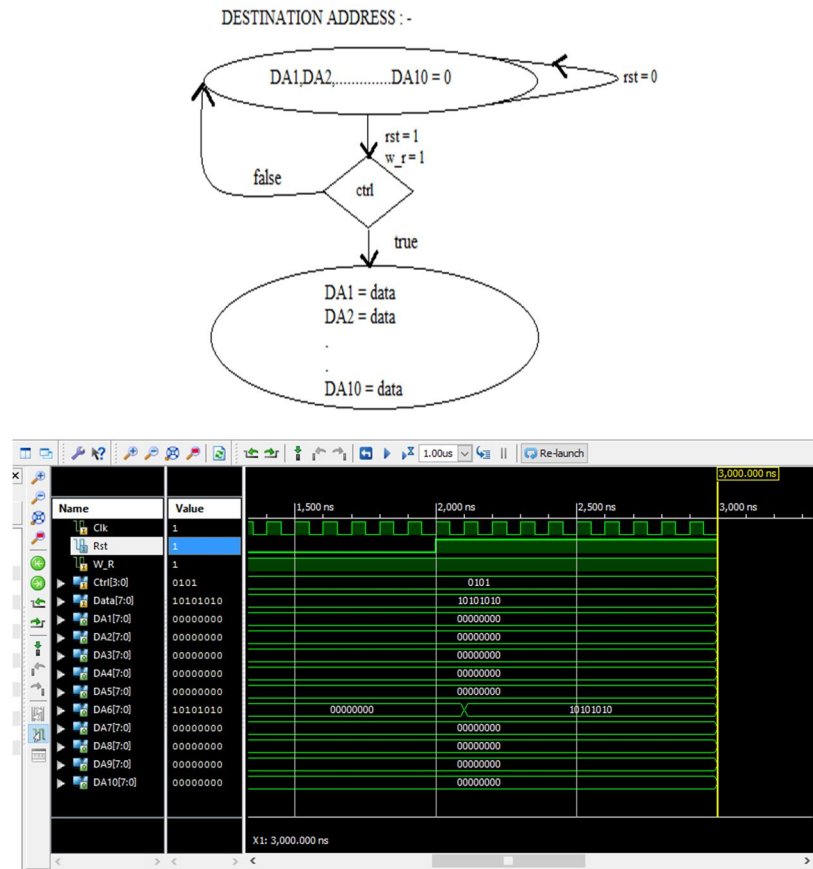 DESTINATION ADDRESS : -
DA1,DA2,..............DA10 = 0
rst = 0
rst = 1
w_r = 1
false
ctrl
true
DA1 = data
DA2 = data
.
.
DA10 = data
1.00us
Re-launch
3,000.000 ns
Name Value 1,500 ns 2,000 ns 2,500 ns 3,000 ns
Clk 1
Rst 1
W_R 1
Ctrl[3:0] 0101 0101
Data[7:0] 10101010 10101010
DA1[7:0] 00000000 00000000
DA2[7:0] 00000000 00000000
DA3[7:0] 00000000 00000000
DA4[7:0] 00000000 00000000
DA5[7:0] 00000000 00000000
DA6[7:0] 10101010 00000000 10101010
DA7[7:0] 00000000 00000000
DA8[7:0] 00000000 00000000
DA9[7:0] 00000000 00000000
DA10[7:0] 00000000 00000000
X1: 3,000.000 ns